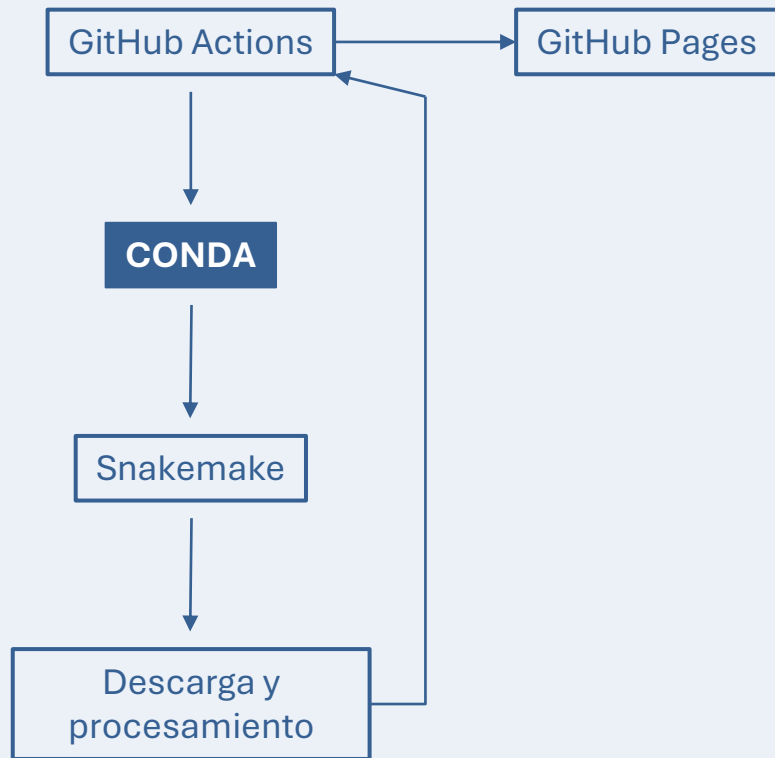 GitHub Actions
GitHub Pages
CONDA
Snakemake
Descarga y
procesamiento